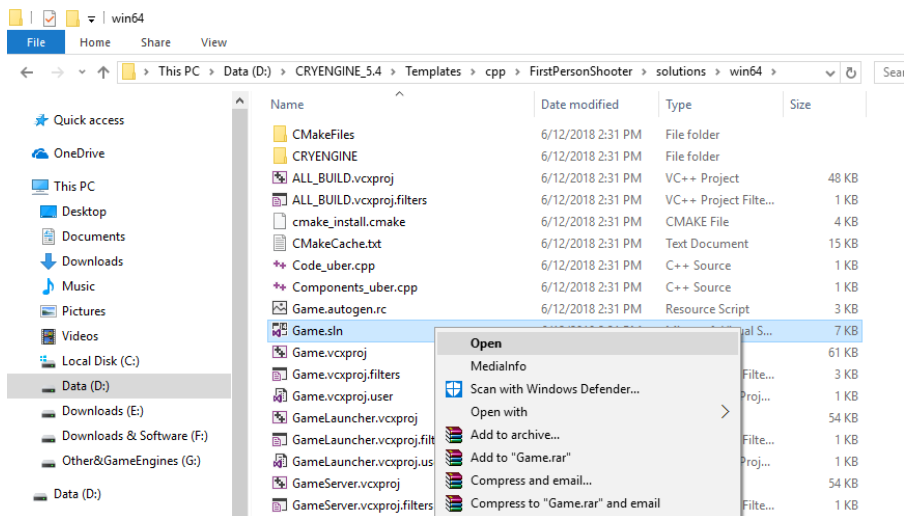 win64
File Home Share View
This PC > Data (D:) > CRYENGINE_5.4 > Templates > cpp > FirstPersonShooter > solutions > win64 >
Name Date modified Type Size
Quick access
OneDrive
This PC
Desktop
Documents
Downloads
Music
Pictures
Videos
Local Disk (C:)
Data (D:)
Downloads (E:)
Downloads & Software (F:)
Other&GameEngines (G:)
Data (D:)
CMakeFiles 6/12/2018 2:31 PM File folder
CRYENGINE 6/12/2018 2:31 PM File folder
ALL_BUILD.vcxproj 6/12/2018 2:31 PM VC++ Project 48 KB
ALL_BUILD.vcxproj.filters 6/12/2018 2:31 PM VC++ Project Filte... 1 KB
cmake_install.cmake 6/12/2018 2:31 PM CMAKE File 4 KB
CMakeCache.txt 6/12/2018 2:31 PM Text Document 15 KB
Code_uber.cpp 6/12/2018 2:31 PM C++ Source 1 KB
Components_uber.cpp 6/12/2018 2:31 PM C++ Source 1 KB
Game.autogen.rc 6/12/2018 2:31 PM Resource Script 3 KB
Game.sln 7 KB
Game.vcxproj 61 KB
Game.vcxproj.filters Filte... 3 KB
Game.vcxproj.user Proj... 1 KB
GameLauncher.vcxproj 54 KB
GameLauncher.vcxproj.filt Filte... 1 KB
GameLauncher.vcxproj.us Proj... 1 KB
GameServer.vcxproj 54 KB
GameServer.vcxproj.filters Filte... 1 KB
Open
MediaInfo
Scan with Windows Defender...
Open with
Add to archive...
Add to "Game.rar"
Compress and email...
Compress to "Game.rar" and email